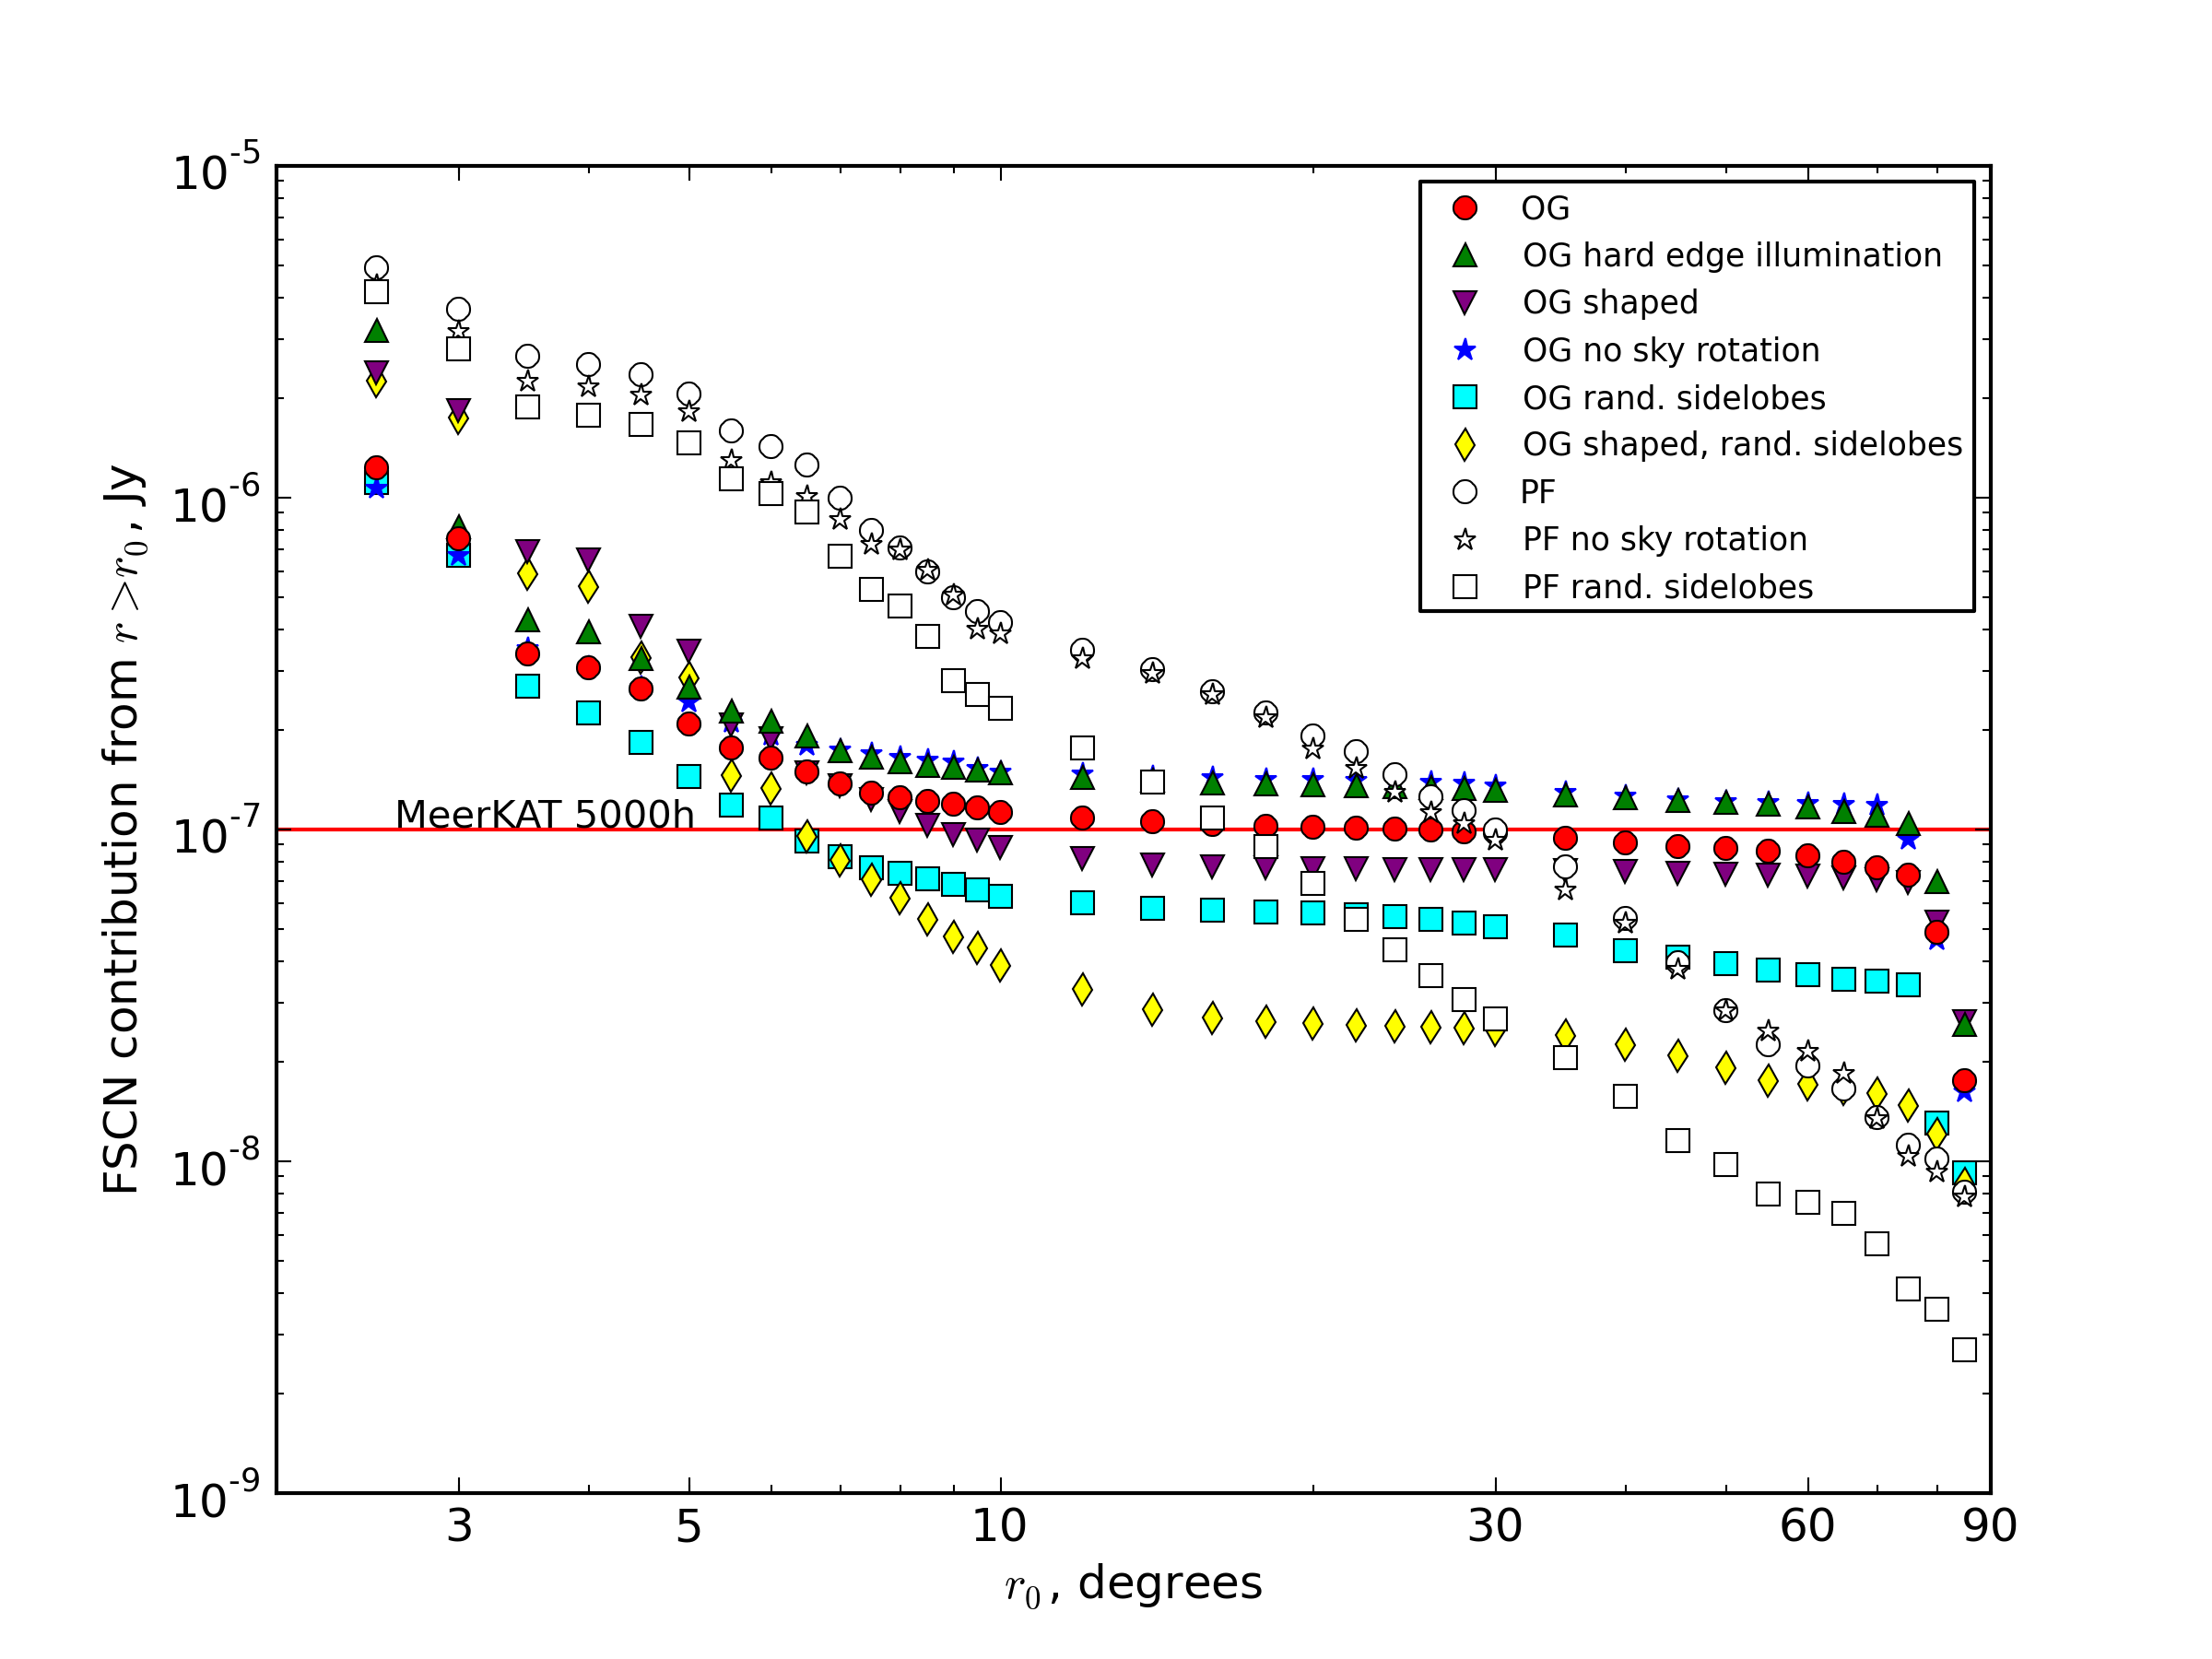 10^-5
10^-6
10^-7
10^-8
10^-9
FSCN contribution from r > r_0, Jy
OG
OG hard edge illumination
OG shaped
OG no sky rotation
OG rand. sidelobes
OG shaped, rand. sidelobes
PF
PF no sky rotation
PF rand. sidelobes
MeerKAT 5000h
3 5 10 30 60 90
r_0, degrees